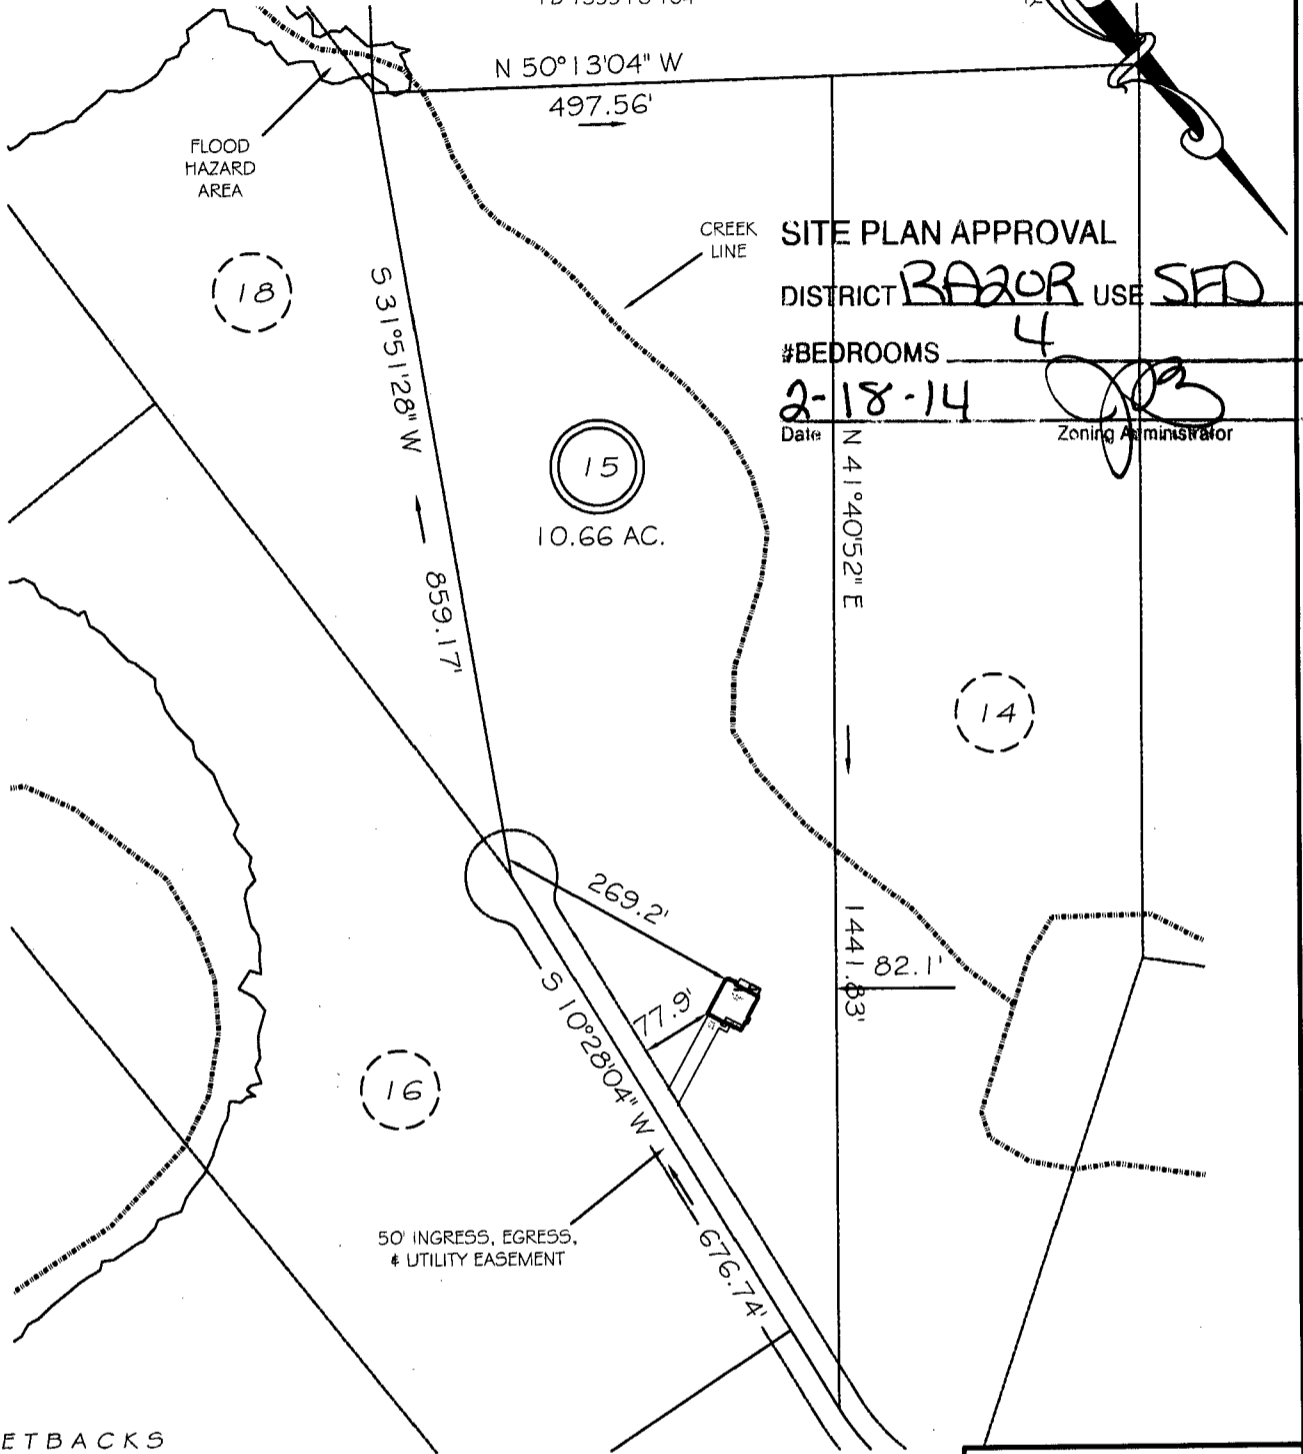 N 50°13'04" W
497.56'
FLOOD
HAZARD
AREA
CREEK
LINE
SITE PLAN APPROVAL
DISTRICT RA20R USE SFD
#BEDROOMS 4
2-18-14
Date
Zoning Administrator
18
S 31°51'28" W
859.17'
15
10.66 AC.
N 41°40'52" E
1441.83'
14
269.2'
82.1'
77.9'
S 10°28'04" W
676.74'
16
50' INGRESS, EGRESS,
& UTILITY EASEMENT
ETBACKS